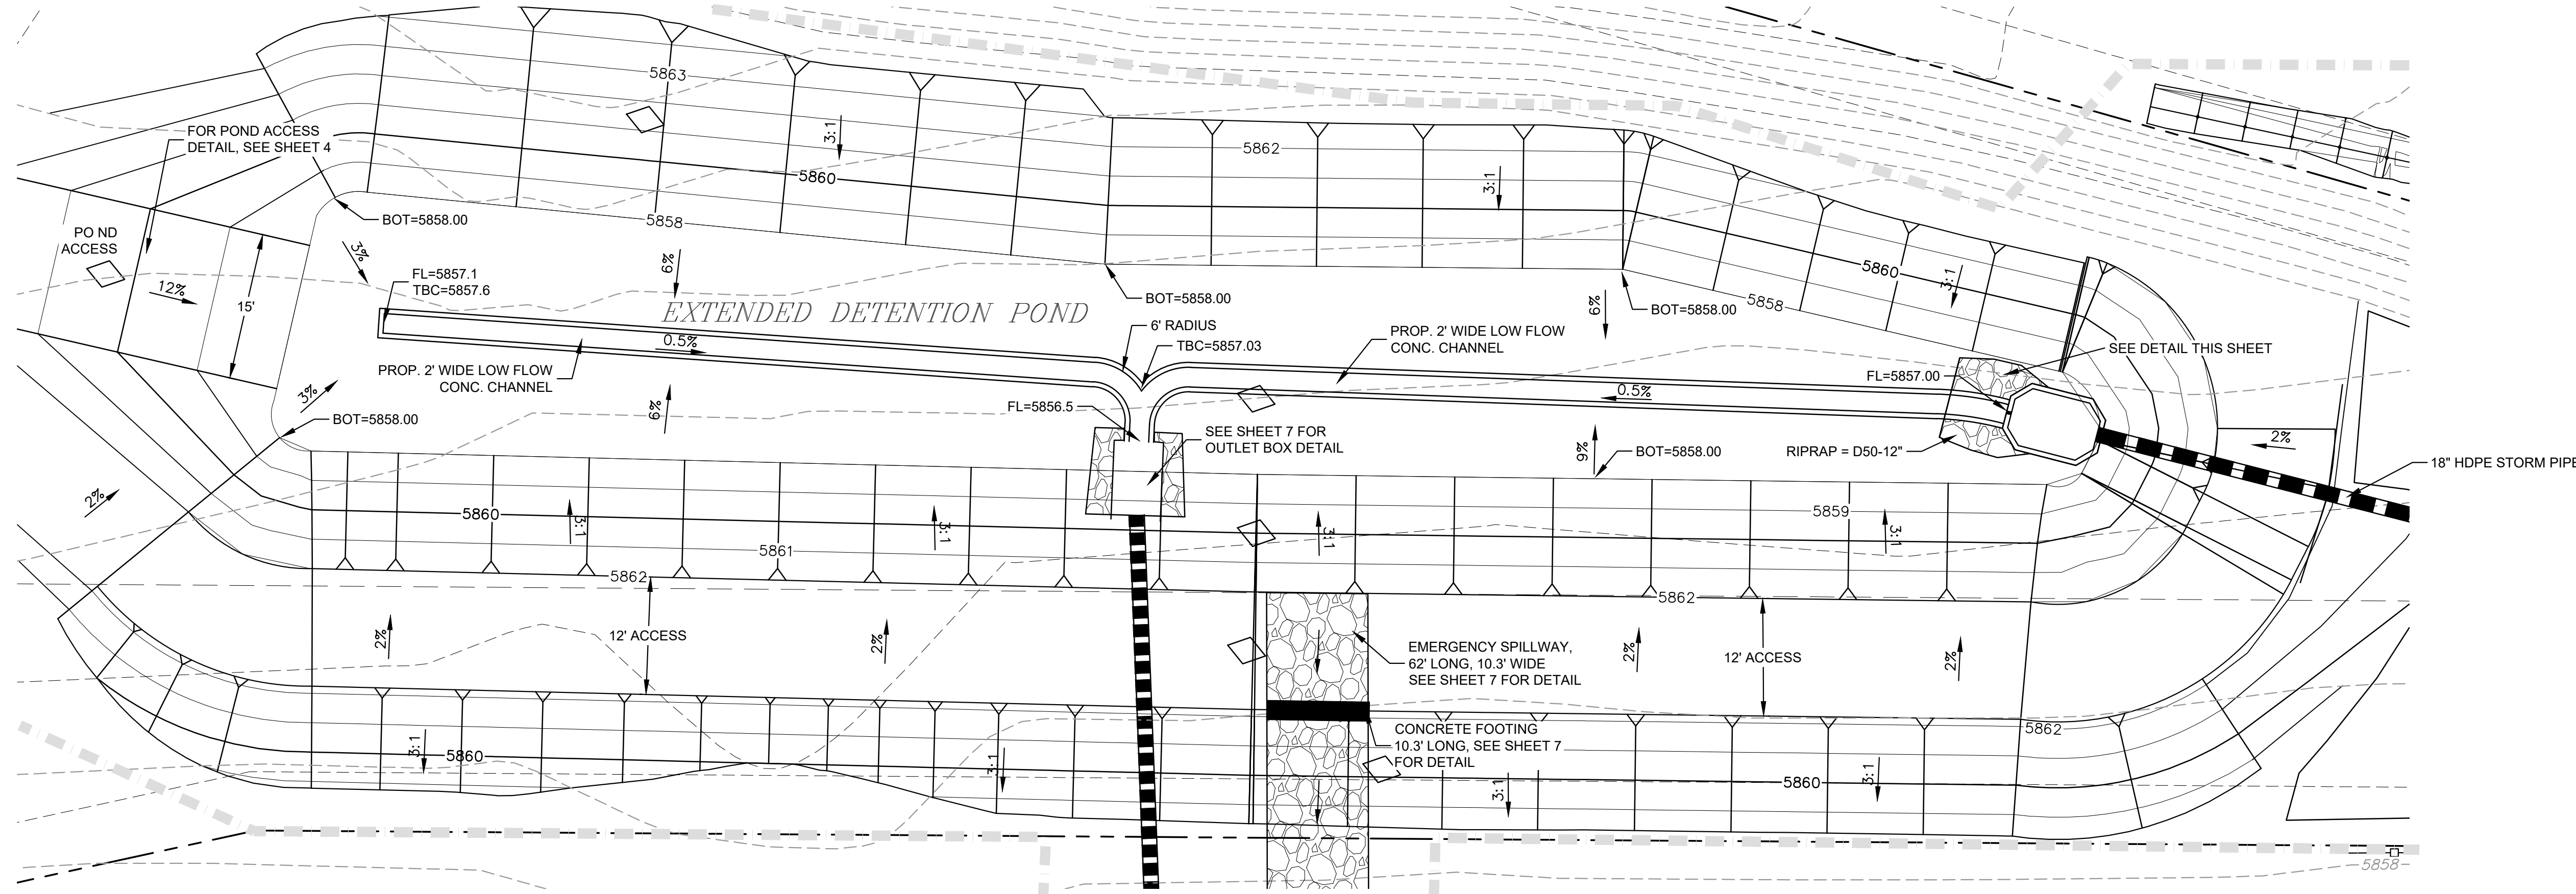 5863
FOR POND ACCESS
DETAIL, SEE SHEET 4
3:1
5862
5860
3:1
BOT=5858.00
5858
PO ND
ACCESS
3%
6%
FL=5857.1
TBC=5857.6
12%
15'
EXTENDED DETENTION POND
BOT=5858.00
6' RADIUS
TBC=5857.03
0.5%
6%
BOT=5858.00
5858
5860
3:1
PROP. 2' WIDE LOW FLOW
CONC. CHANNEL
SEE DETAIL THIS SHEET
PROP. 2' WIDE LOW FLOW
CONC. CHANNEL
FL=5857.00
0.5%
3%
BOT=5858.00
6%
FL=5856.5
SEE SHEET 7 FOR
OUTLET BOX DETAIL
6%
BOT=5858.00
RIPRAP = D50-12"
2%
18" HDPE STORM PIPE
2%
5860
3:1
3:1
3:1
5859
3:1
5861
5862
5862
12' ACCESS
2%
2%
EMERGENCY SPILLWAY,
62' LONG, 10.3' WIDE
SEE SHEET 7 FOR DETAIL
2%
12' ACCESS
2%
CONCRETE FOOTING
10.3' LONG, SEE SHEET 7
FOR DETAIL
5862
3:1
5860
3:1
3:1
5860
3:1
5858